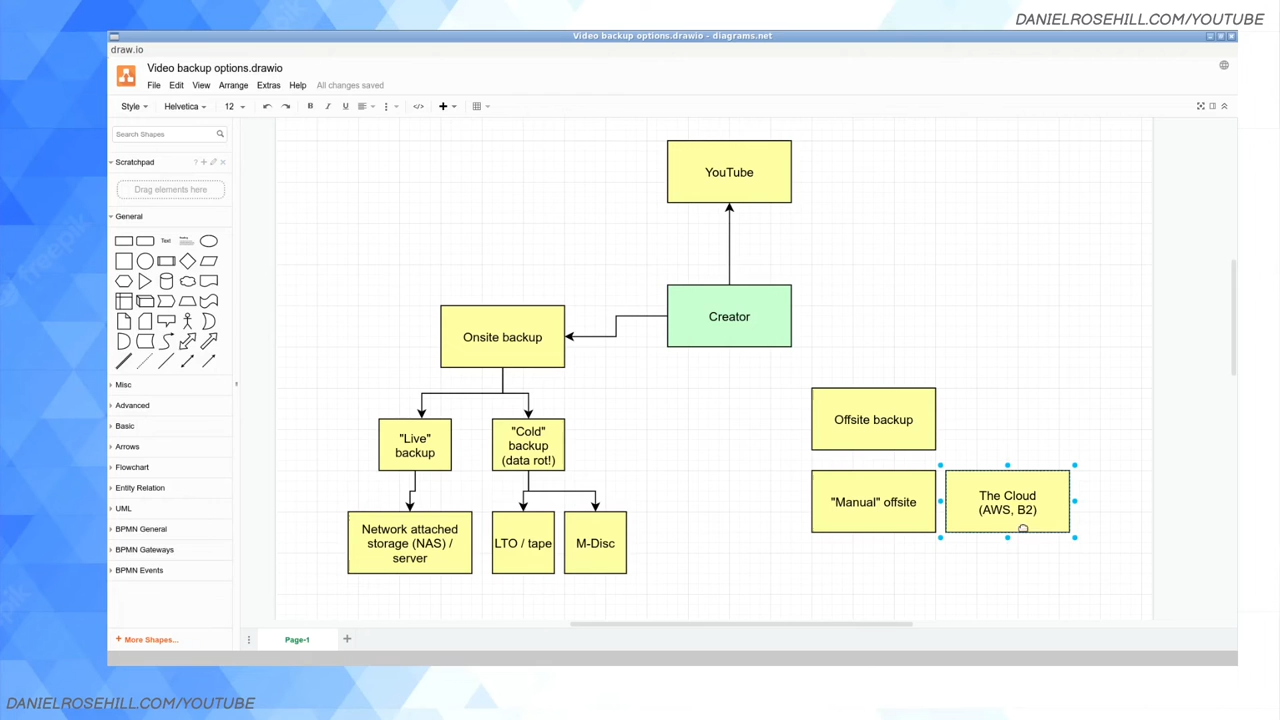 DANIELROSEHILL.COM/YOUTUBE
Video backup options.drawio - diagrams.net
draw.io
Video backup options.drawio
File Edit View Arrange Extras Help All changes saved
Style Helvetica 12 B I U </>
Search Shapes
Scratchpad ?
Drag elements here
General
Text
Misc
Advanced
Basic
Arrows
Flowchart
Entity Relation
UML
BPMN General
BPMN Gateways
BPMN Events
+ More Shapes...
YouTube
Creator
Onsite backup
"Live"
backup
"Cold"
backup
(data rot!)
Network attached
storage (NAS) /
server
LTO / tape
M-Disc
Offsite backup
"Manual" offsite
The Cloud
(AWS, B2)
Page-1
DANIELROSEHILL.COM/YOUTUBE